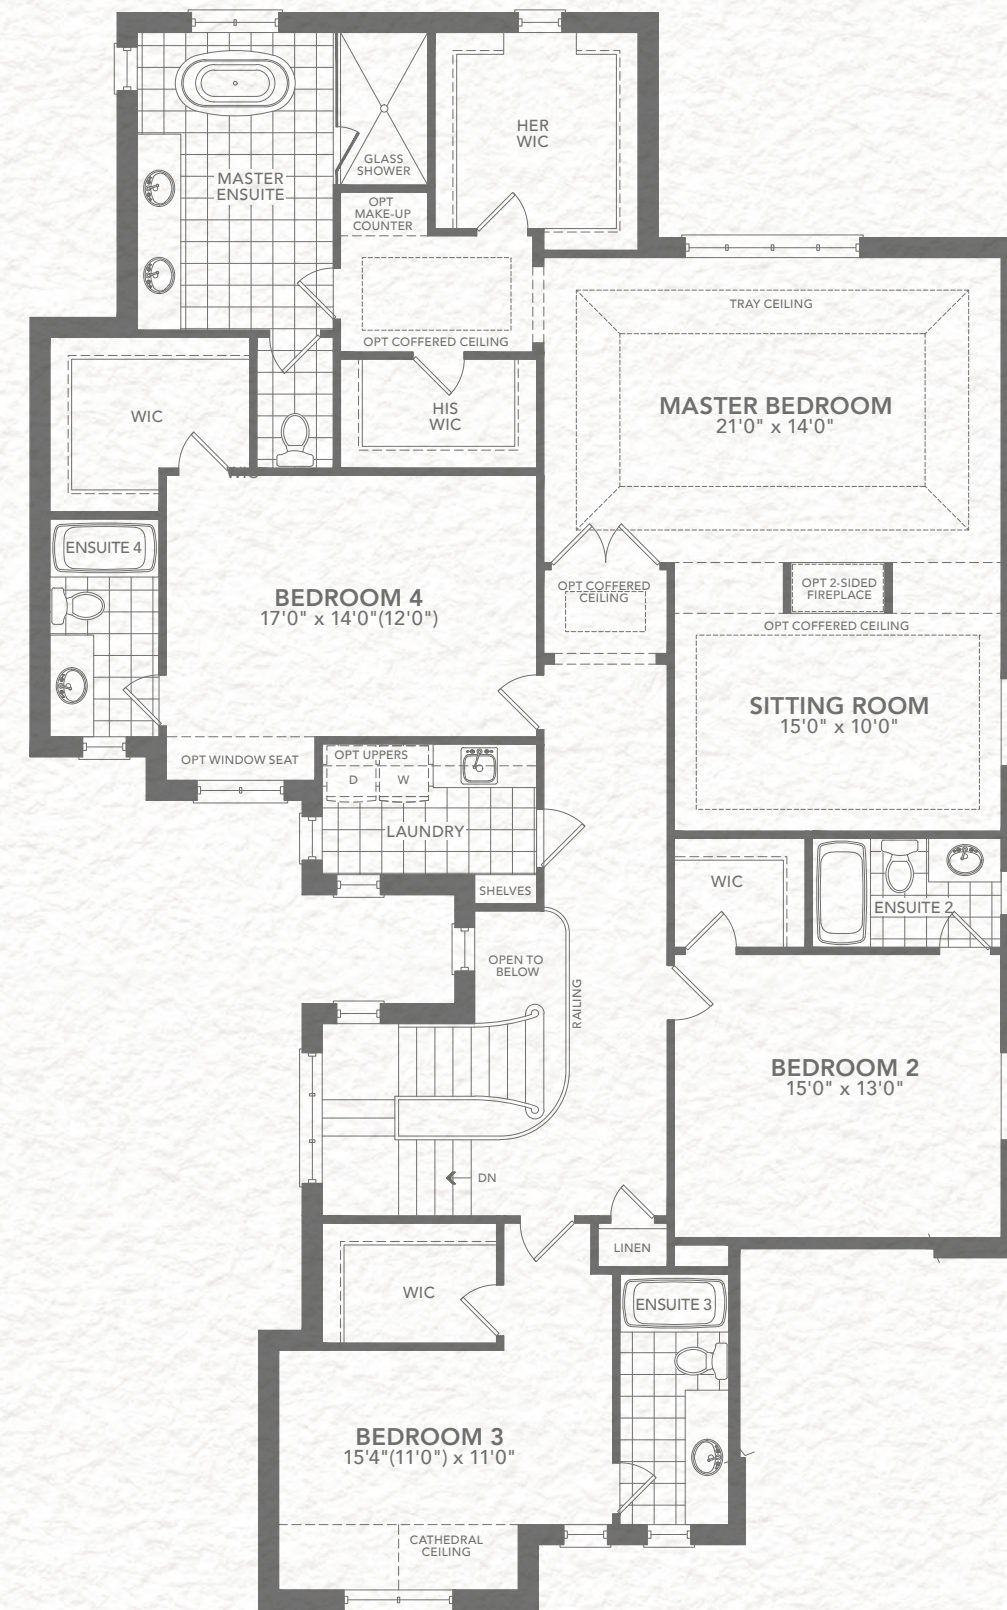 HER
WIC
GLASS
SHOWER
MASTER
ENSUITE
OPT
MAKE-UP
COUNTER
TRAY CEILING
OPT COFFERED CEILING
MASTER BEDROOM
21'0" x 14'0"
WIC
HIS
WIC
WIC
ENSUITE 4
BEDROOM 4
17'0" x 14'0"(12'0")
OPT COFFERED
CEILING
OPT 2-SIDED
FIREPLACE
OPT COFFERED CEILING
SITTING ROOM
15'0" x 10'0"
OPT WINDOW SEAT
OPT UPPERS
D
W
LAUNDRY
SHELVES
WIC
ENSUITE 2
OPEN TO
BELOW
RAILING
BEDROOM 2
15'0" x 13'0"
DN
LINEN
WIC
ENSUITE 3
BEDROOM 3
15'4"(11'0") x 11'0"
CATHEDRAL
CEILING